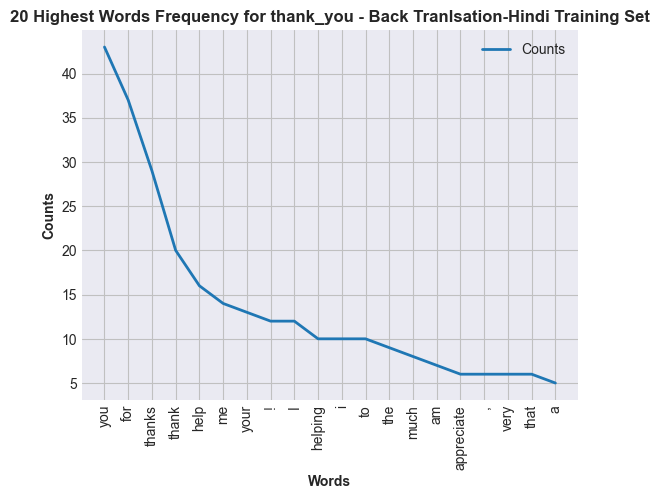 20 Highest Words Frequency for thank_you - Back Tranlsation-Hindi Training Set
Counts
Counts
40
35
30
25
20
15
10
5
you
for
thanks
thank
help
me
your
!
I
helping
i
to
the
much
am
appreciate
,
very
that
a
Words